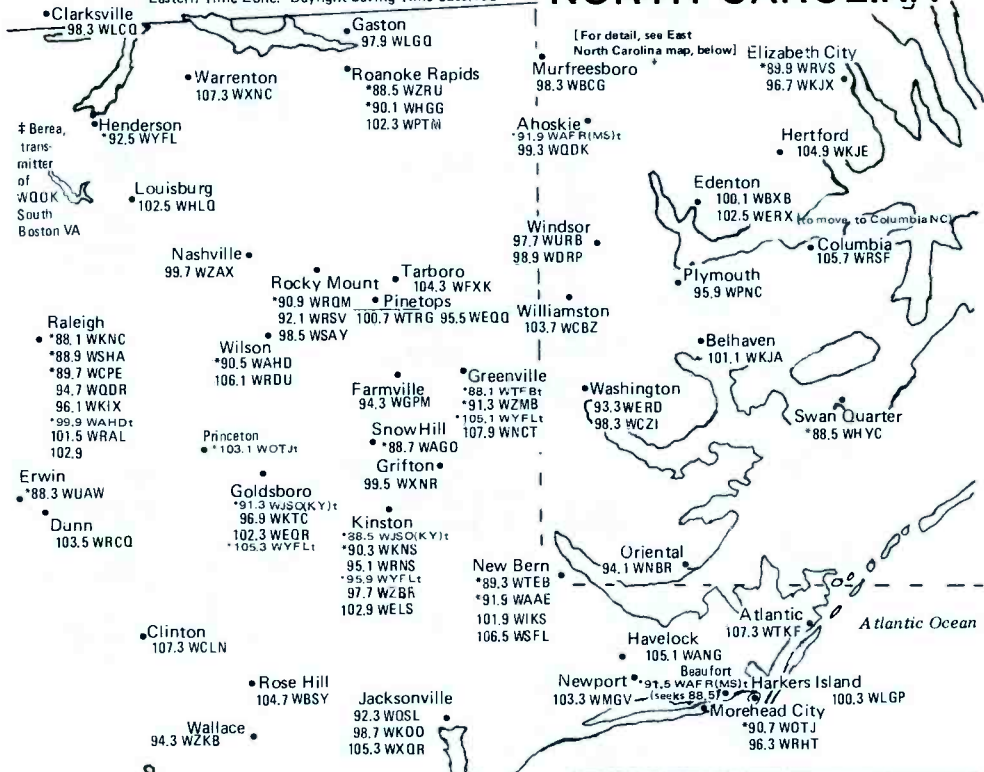 NORTH CAROLINA
•Clarksville
98.3 WLCQ
Gaston
97.9 WLGQ
[For detail, see East
North Carolina map, below]
Elizabeth City
*89.9 WRVS
96.7 KJX
Warrenton
107.3 WXNC
Roanoke Rapids
*88.5 WZRU
*90.1 WHGG
102.3 WPTM
Murfreesboro
98.3 WBCG
‡ Berea,
trans-
mitter
of
WQOK
South
Boston VA
Henderson
*92.5 WYFL
Ahoskie
*91.9 WAFR(MS)t
99.3 WQDK
Hertford
104.9 WKJE
Louisburg
102.5 WHLQ
Edenton
100.1 WBXB
102.5 WERX (to move to Columbia NC)
Windsor
97.7 WURB
98.9 WDRP
Columbia
105.7 WRSF
Nashville
99.7 WZAX
Rocky Mount
*90.9 WRQM
92.1 WRSV
98.5 WSAY
Tarboro
104.3 WFXK
Pinetops
100.7 WTRG 95.5 WEQQ
Plymouth
95.9 WPNC
Williamston
103.7 WCBZ
Raleigh
*88.1 WKNC
*88.9 WSHA
*89.7 WCPE
94.7 WQDR
96.1 WKIX
*99.9 WAHDt
101.5 WRAL
102.9
Wilson
*90.5 WAHD
106.1 WRDU
Belhaven
101.1 WKJA
Farmville
94.3 WGPM
Greenville
*88.1 WTEBt
*91.3 WZMB
*105.1 WYFLt
107.9 WNCT
Washington
93.3 WERD
98.3 WCZI
Swan Quarter
*88.5 WHYC
Princeton
*103.1 WOTJt
Snow Hill
*88.7 WAGO
Grifton
99.5 WXNR
Erwin
*88.3 WUAW
Dunn
103.5 WRCQ
Goldsboro
*91.3 WJSO(KY)t
96.9 WKTC
102.3 WEQR
*105.3 WYFLt
Kinston
*88.5 WJSO(KY)t
*90.3 WKNS
95.1 WRNS
*95.9 WYFLt
97.7 WZBR
102.9 WELS
New Bern
*89.3 WTEB
*91.9 WAAE
101.9 WIKS
106.5 WSFL
Oriental
94.1 WNBR
Atlantic
107.3 WTKF
Atlantic Ocean
Clinton
107.3 WCLN
Havelock
105.1 WANG
Beaufort
*91.5 WAFR(MS)t
(seeks 88.5)
Newport
103.3 WMGV
Harkers Island
100.3 WLGP
Morehead City
*90.7 WOTJ
96.3 WRHT
Rose Hill
104.7 WBSY
Jacksonville
92.3 WQSL
98.7 WKOO
105.3 WXQR
Wallace
94.3 WZKB